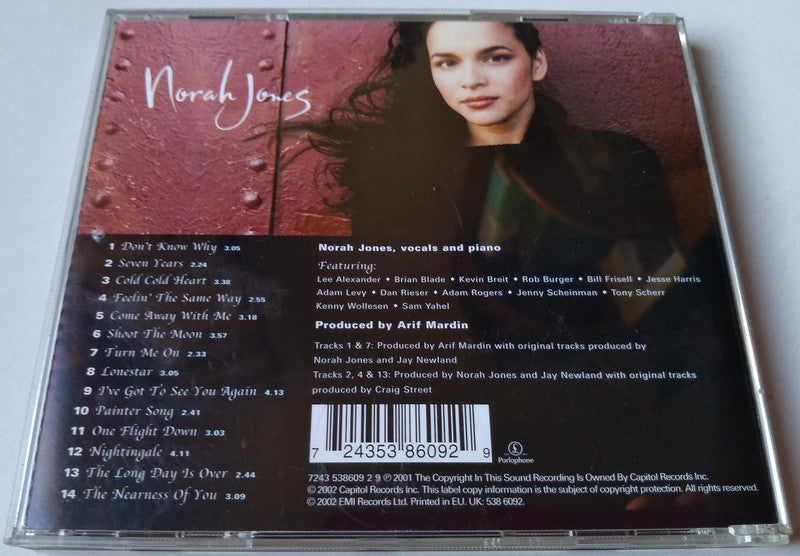 Norah Jones
1 Don't Know Why 3.05
2 Seven Years 2.24
3 Cold Cold Heart 3.38
4 Feelin' The Same Way 2.55
5 Come Away With Me 3.18
6 Shoot The Moon 3.57
7 Turn Me On 2.33
8 Lonestar 3.05
9 I've Got To See You Again 4.13
10 Painter Song 2.41
11 One Flight Down 3.03
12 Nightingale 4.11
13 The Long Day Is Over 2.44
14 The Nearness Of You 3.09
Norah Jones, vocals and piano
Featuring:
Lee Alexander • Brian Blade • Kevin Breit • Rob Burger • Bill Frisell • Jesse Harris
Adam Levy • Dan Rieser • Adam Rogers • Jenny Scheinman • Tony Scherr
Kenny Wollesen • Sam Yahel
Produced by Arif Mardin
Tracks 1 & 7: Produced by Arif Mardin with original tracks produced by
Norah Jones and Jay Newland
Tracks 2, 4 & 13: Produced by Norah Jones and Jay Newland with original tracks
produced by Craig Street
7 24353 86092 9
Parlophone
7243 538609 2 9 ℗ 2001 The Copyright In This Sound Recording Is Owned By Capitol Records Inc.
© 2002 Capitol Records Inc. This label copy information is the subject of copyright protection. All rights reserved.
© 2002 EMI Records Ltd. Printed in EU. UK: 538 6092.